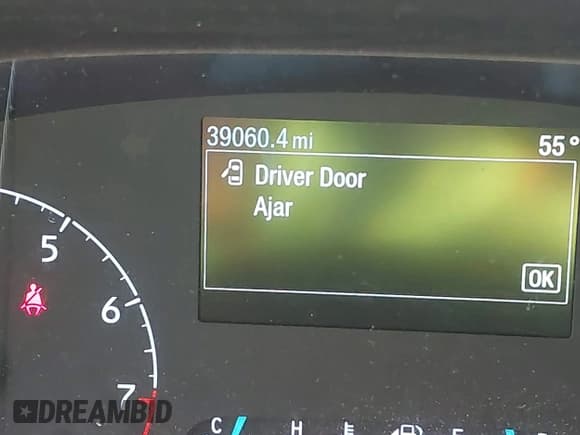 39060.4 mi 55°
Driver Door
Ajar
OK
5
6
7
C H E F
DREAMBID